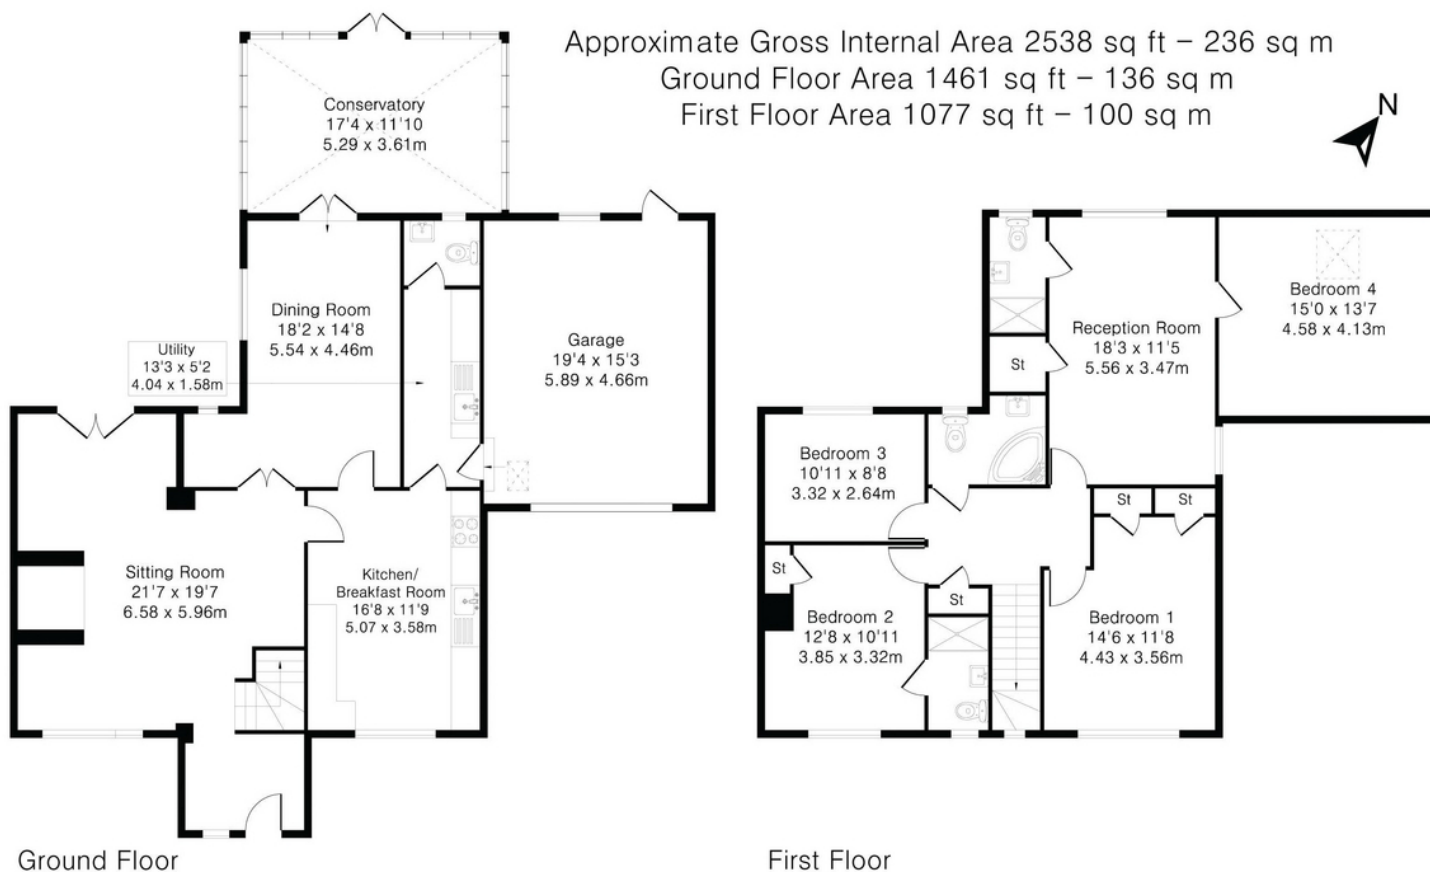 Approximate Gross Internal Area 2538 sq ft – 236 sq m
Ground Floor Area 1461 sq ft – 136 sq m
First Floor Area 1077 sq ft – 100 sq m
N
Conservatory
17'4 x 11'10
5.29 x 3.61m
Dining Room
18'2 x 14'8
5.54 x 4.46m
Utility
13'3 x 5'2
4.04 x 1.58m
Garage
19'4 x 15'3
5.89 x 4.66m
Sitting Room
21'7 x 19'7
6.58 x 5.96m
Kitchen/
Breakfast Room
16'8 x 11'9
5.07 x 3.58m
Ground Floor
Bedroom 4
15'0 x 13'7
4.58 x 4.13m
Reception Room
18'3 x 11'5
5.56 x 3.47m
St
Bedroom 3
10'11 x 8'8
3.32 x 2.64m
St
St
St
Bedroom 2
12'8 x 10'11
3.85 x 3.32m
St
Bedroom 1
14'6 x 11'8
4.43 x 3.56m
First Floor